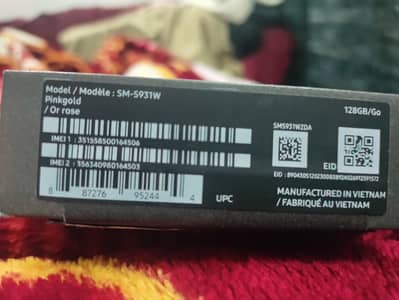 Model / Modèle : SM-S931W
Pinkgold
/ Or rose
128GB/Go
SMS931WZDA
IMEI 1 : 351358500164506
EID
IMEI 2 : 356340980164503
8 87276 95244 4
UPC
MANUFACTURED IN VIETNAM
/ FABRIQUÉ AU VIETNAM